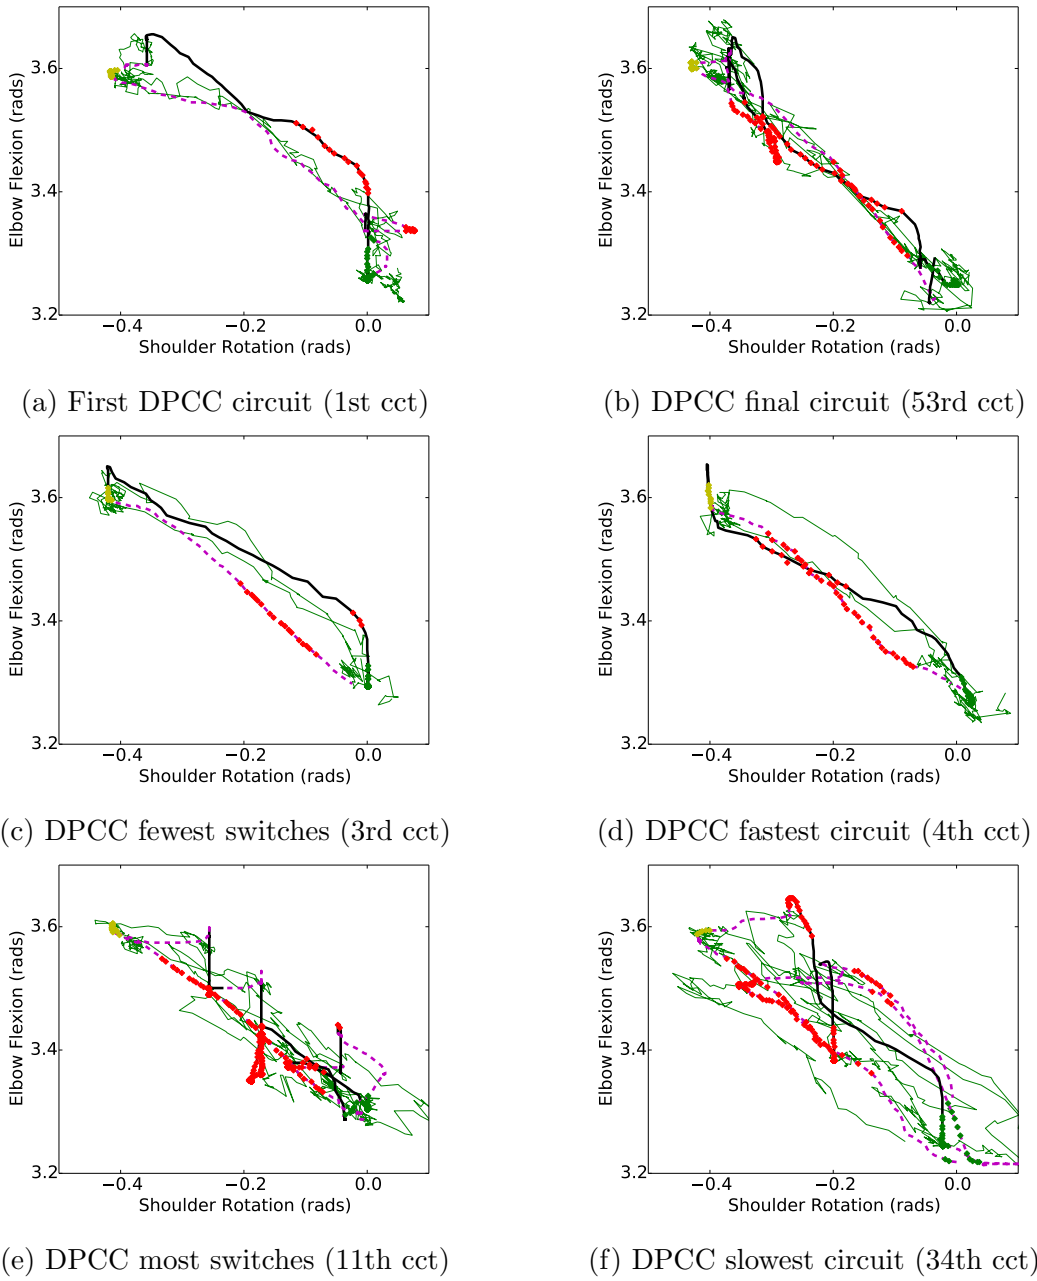 3.6
3.4
3.2
−0.4
−0.2
0.0
Shoulder Rotation (rads)
Elbow Flexion (rads)
(a) First DPCC circuit (1st cct)
3.6
3.4
3.2
−0.4
−0.2
0.0
Shoulder Rotation (rads)
Elbow Flexion (rads)
(b) DPCC final circuit (53rd cct)
3.6
3.4
3.2
−0.4
−0.2
0.0
Shoulder Rotation (rads)
Elbow Flexion (rads)
(c) DPCC fewest switches (3rd cct)
3.6
3.4
3.2
−0.4
−0.2
0.0
Shoulder Rotation (rads)
Elbow Flexion (rads)
(d) DPCC fastest circuit (4th cct)
3.6
3.4
3.2
−0.4
−0.2
0.0
Shoulder Rotation (rads)
Elbow Flexion (rads)
(e) DPCC most switches (11th cct)
3.6
3.4
3.2
−0.4
−0.2
0.0
Shoulder Rotation (rads)
Elbow Flexion (rads)
(f) DPCC slowest circuit (34th cct)